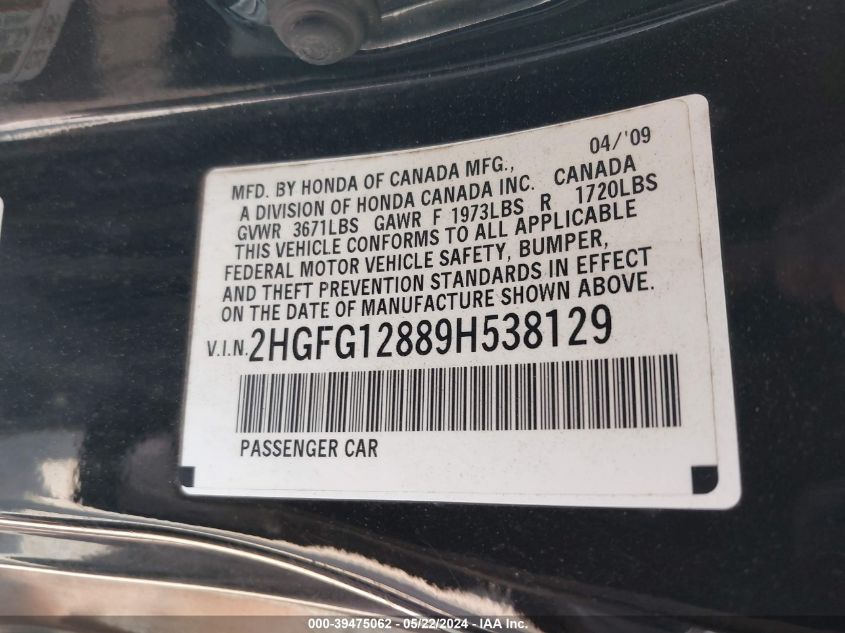 04/'09
MFD. BY HONDA OF CANADA MFG.,
A DIVISION OF HONDA CANADA INC. CANADA
GVWR 3671LBS GAWR F 1973LBS R 1720LBS
THIS VEHICLE CONFORMS TO ALL APPLICABLE
FEDERAL MOTOR VEHICLE SAFETY, BUMPER,
AND THEFT PREVENTION STANDARDS IN EFFECT
ON THE DATE OF MANUFACTURE SHOWN ABOVE.
V.I.N. 2HGFG12889H538129
PASSENGER CAR
000-39475062 - 05/22/2024 - IAA Inc.